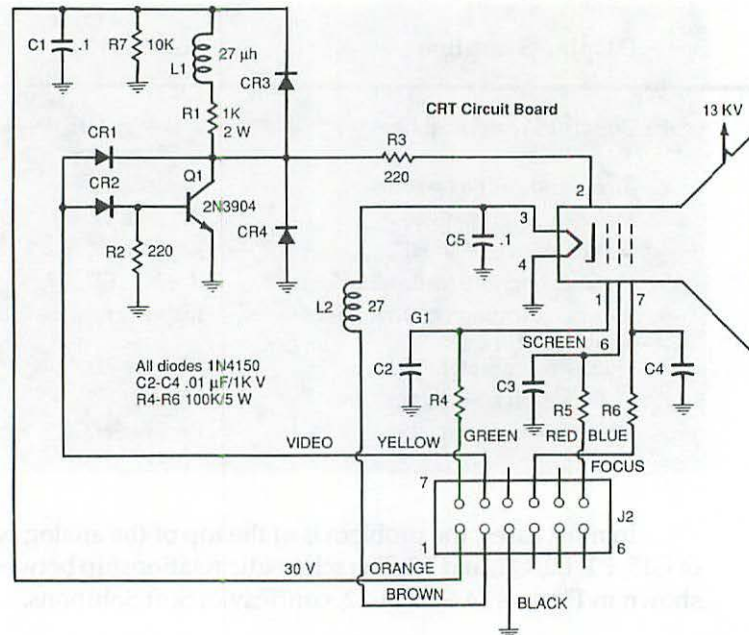 C1 .1 R7 10K
27 µh
L1
CR3
CRT Circuit Board
13 KV
R1 1K
2 W
CR1
R3
220
CR2
Q1
2N3904
2
3
C5 .1
CR4
R2 220
4
1 7
L2 27
G1
SCREEN 6
All diodes 1N4150
C2-C4 .01 µF/1K V
R4-R6 100K/5 W
C2
C3
C4
R4
R5 R6
VIDEO YELLOW GREEN RED BLUE
FOCUS
7
J2
1 6
30 V ORANGE
BROWN
BLACK